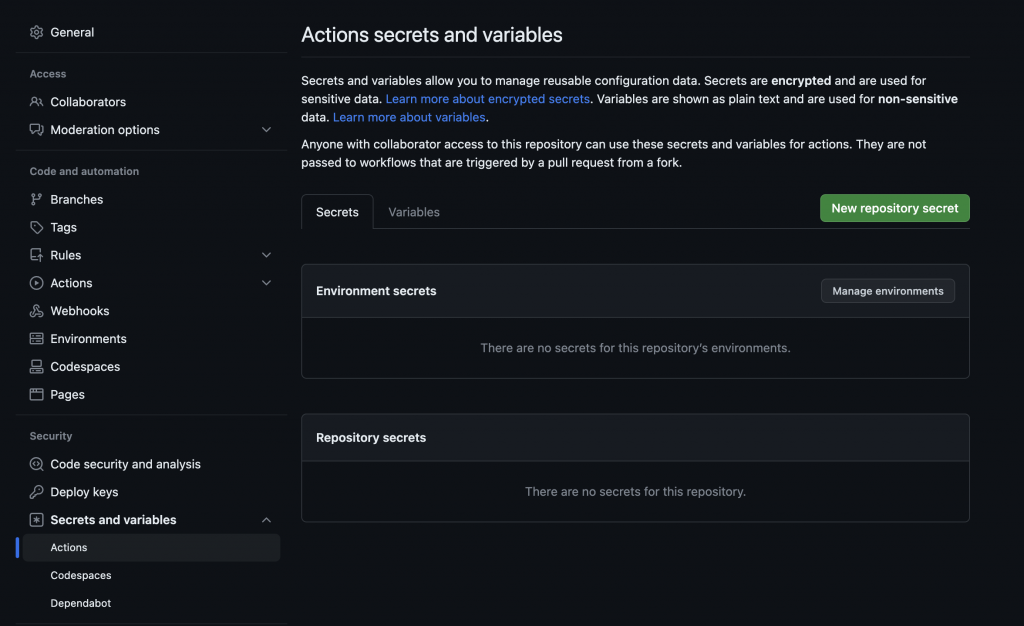 General
Access
Collaborators
Moderation options
Code and automation
Branches
Tags
Rules
Actions
Webhooks
Environments
Codespaces
Pages
Security
Code security and analysis
Deploy keys
Secrets and variables
Actions
Codespaces
Dependabot
Actions secrets and variables
Secrets and variables allow you to manage reusable configuration data. Secrets are encrypted and are used for
sensitive data. Learn more about encrypted secrets. Variables are shown as plain text and are used for non-sensitive
data. Learn more about variables.
Anyone with collaborator access to this repository can use these secrets and variables for actions. They are not
passed to workflows that are triggered by a pull request from a fork.
Secrets
Variables
New repository secret
Environment secrets
Manage environments
There are no secrets for this repository's environments.
Repository secrets
There are no secrets for this repository.